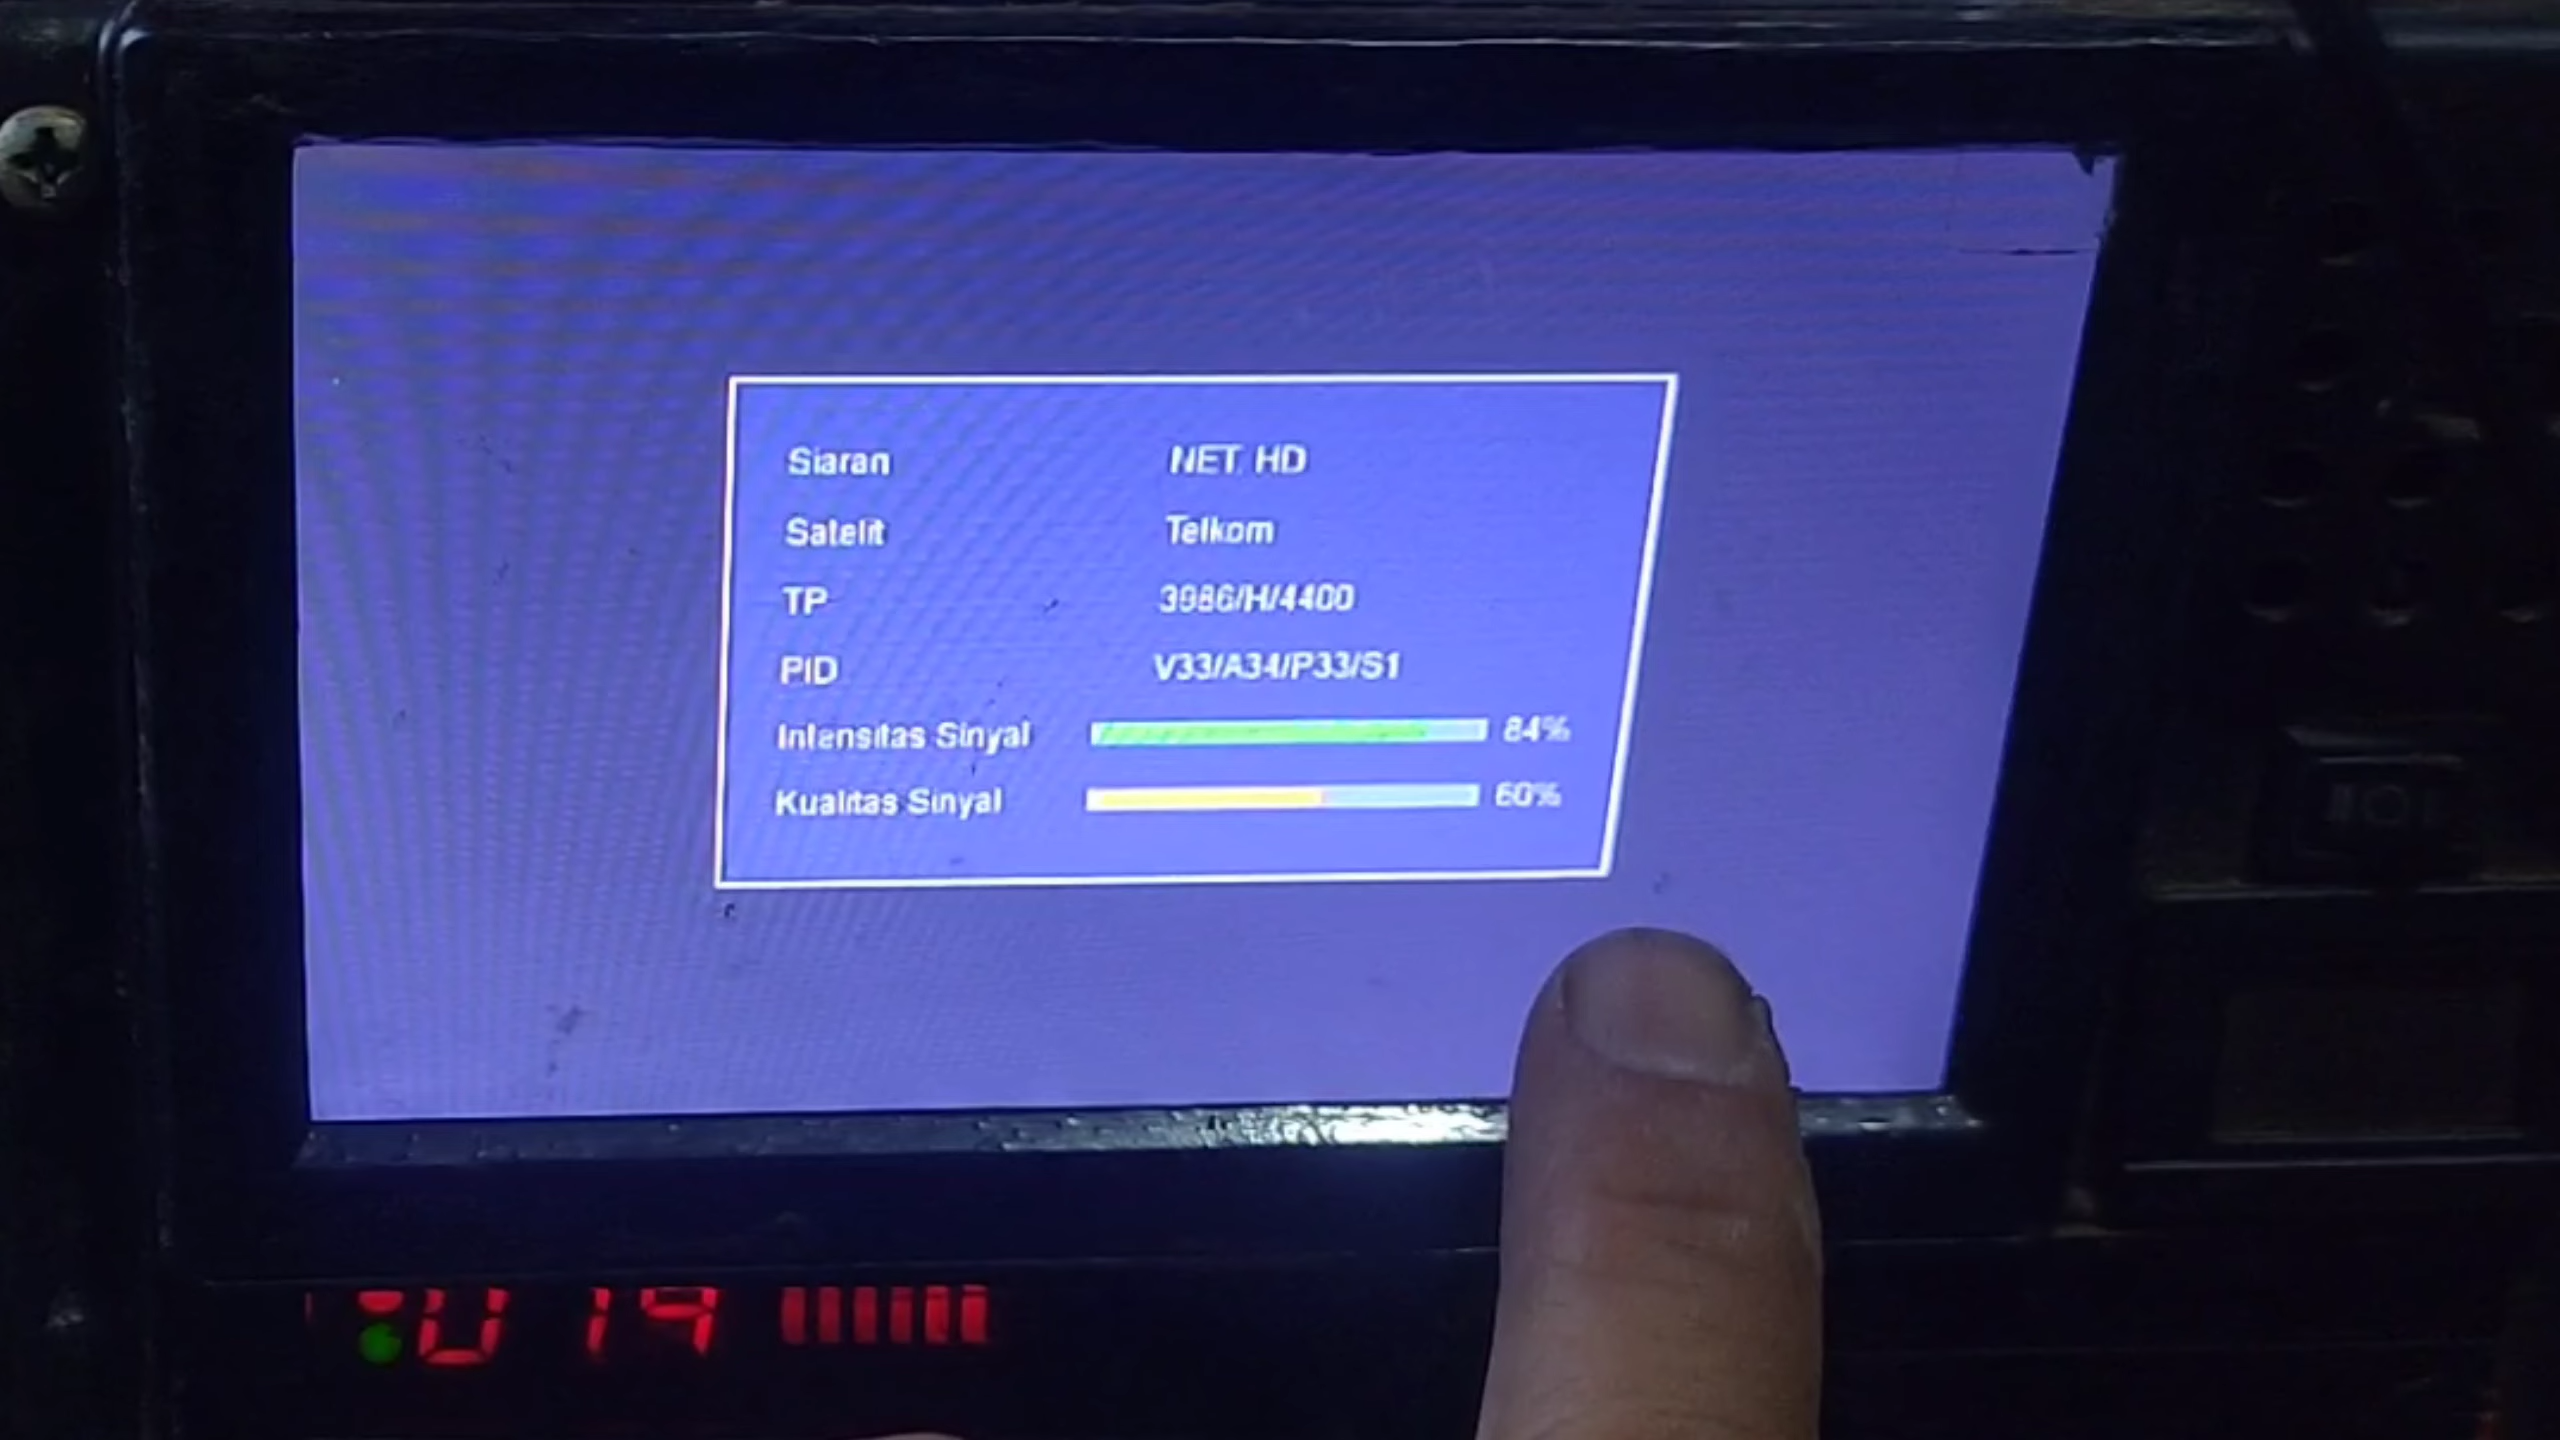 Siaran NET. HD
Satelit Telkom
TP 3986/H/4400
PID V33/A34/P33/S1
Intensitas Sinyal 84%
Kualitas Sinyal 60%
019